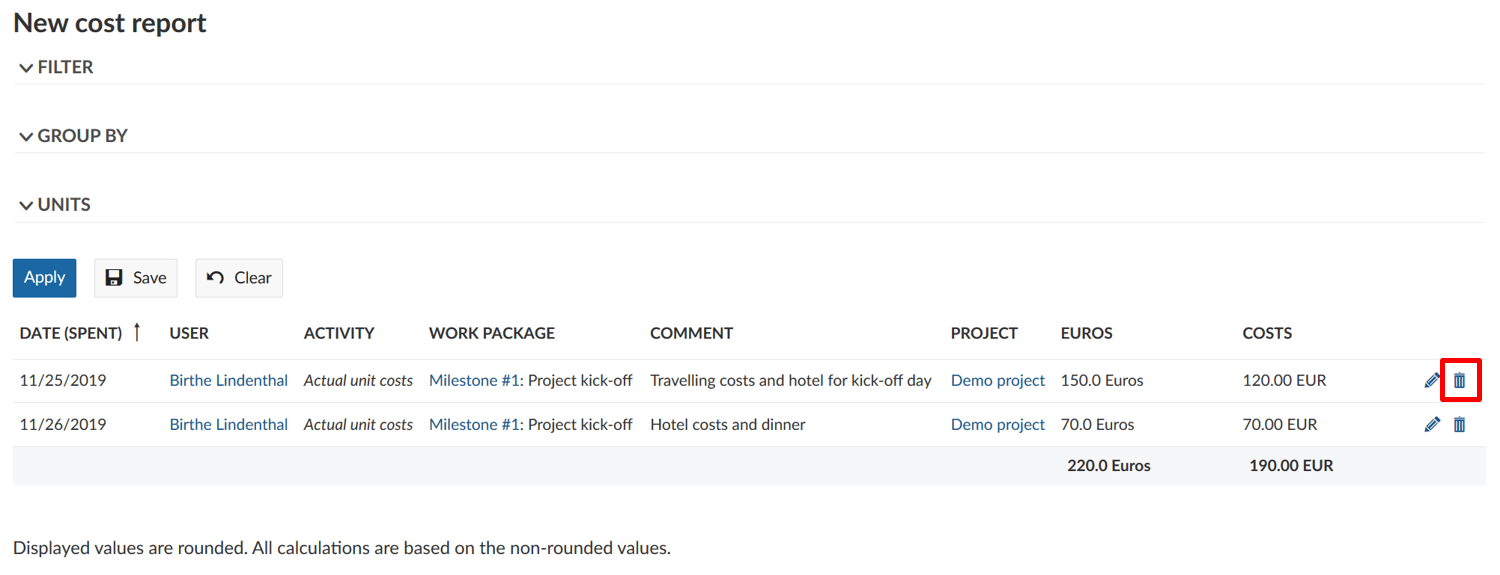 New cost report
FILTER
GROUP BY
UNITS
Apply Save Clear
DATE (SPENT) USER ACTIVITY WORK PACKAGE COMMENT PROJECT EUROS COSTS
11/25/2019 Birthe Lindenthal Actual unit costs Milestone #1: Project kick-off Travelling costs and hotel for kick-off day Demo project 150.0 Euros 120.00 EUR
11/26/2019 Birthe Lindenthal Actual unit costs Milestone #1: Project kick-off Hotel costs and dinner Demo project 70.0 Euros 70.00 EUR
220.0 Euros 190.00 EUR
Displayed values are rounded. All calculations are based on the non-rounded values.